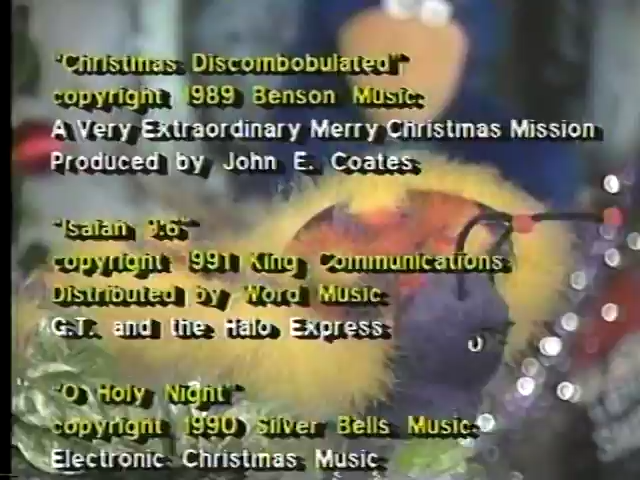 "Christmas Discombobulated"
copyright 1989 Benson Music
A Very Extraordinary Merry Christmas Mission
Produced by John E. Coates
"Isaiah 9:6"
copyright 1991 King Communications
Distributed by Word Music
G.T. and the Halo Express
"O Holy Night"
copyright 1990 Silver Bells Music
Electronic Christmas Music